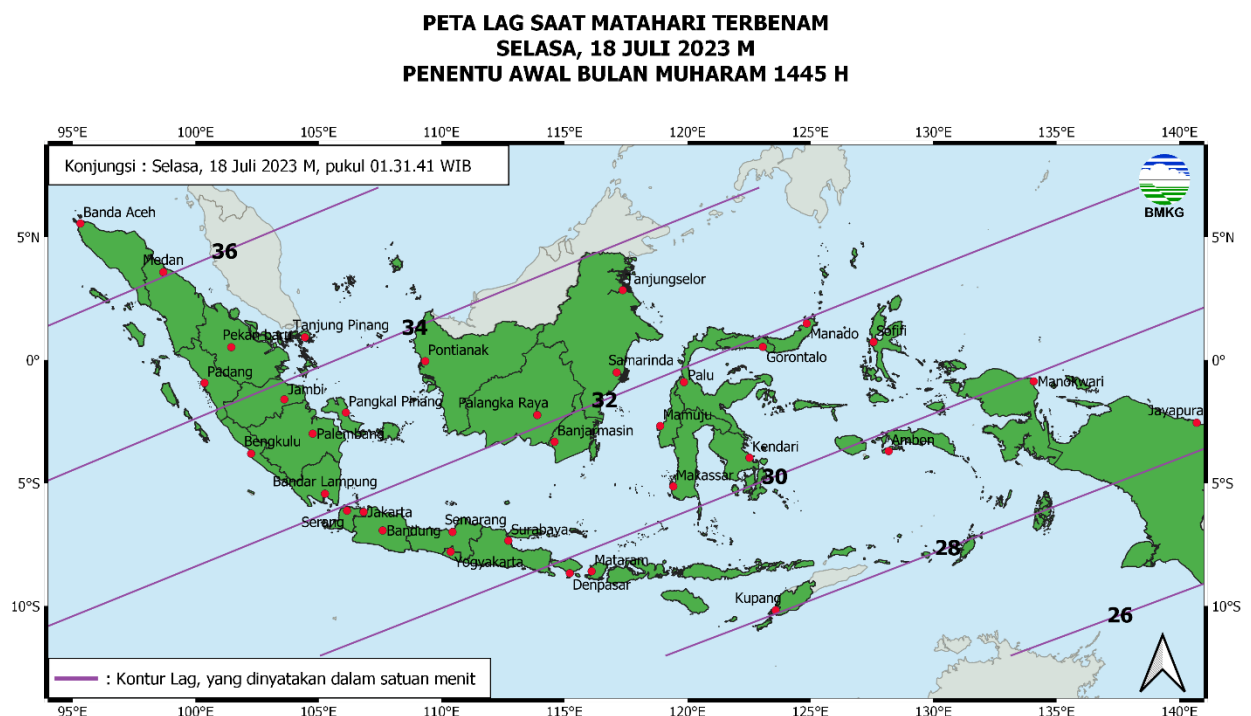 PETA LAG SAAT MATAHARI TERBENAM
SELASA, 18 JULI 2023 M
PENENTU AWAL BULAN MUHARAM 1445 H
95°E 100°E 105°E 110°E 115°E 120°E 125°E 130°E 135°E 140°E
Konjungsi : Selasa, 18 Juli 2023 M, pukul 01.31.41 WIB
BMKG
Banda Aceh
5°N 5°N
36
Medan
Tanjungselor
34
Tanjung Pinang
Pekan baru
Manado
Sofifi
Gorontalo
0° 0°
Pontianak
Samarinda
Padang
Palu
Manokwari
Jambi
Pangkal Pinang
Palangka Raya
32
Mamuju
Jayapura
Palembang
Banjarmasin
Bengkulu
Kendari
Ambon
Makassar
30
5°S 5°S
Bandar Lampung
Serang
Jakarta
Bandung
Semarang
Surabaya
28
Yogyakarta
Mataram
Denpasar
Kupang
10°S 10°S
26
: Kontur Lag, yang dinyatakan dalam satuan menit
95°E 100°E 105°E 110°E 115°E 120°E 125°E 130°E 135°E 140°E